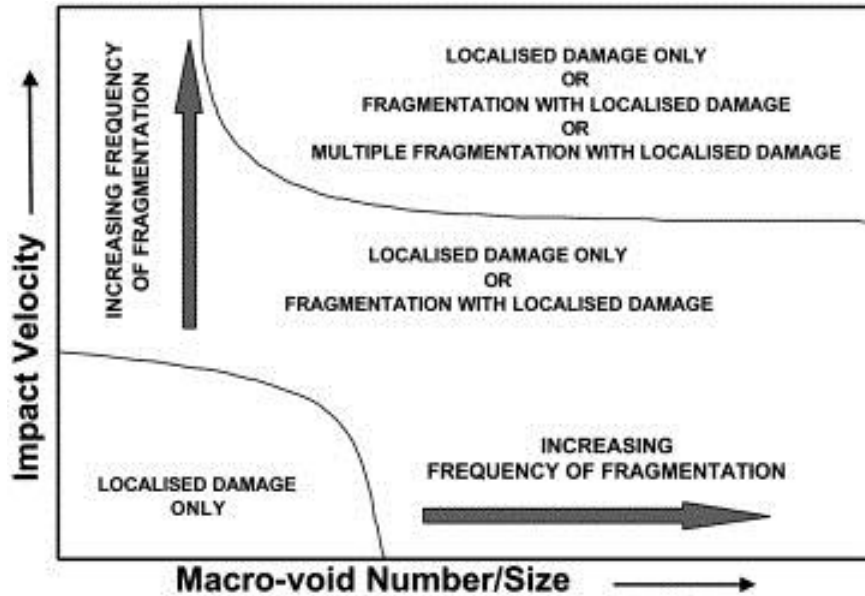 LOCALISED DAMAGE ONLY
OR
FRAGMENTATION WITH LOCALISED DAMAGE
OR
MULTIPLE FRAGMENTATION WITH LOCALISED DAMAGE
INCREASING FREQUENCY
OF FRAGMENTATION
LOCALISED DAMAGE ONLY
OR
FRAGMENTATION WITH LOCALISED DAMAGE
Impact Velocity
INCREASING
FREQUENCY OF FRAGMENTATION
LOCALISED DAMAGE
ONLY
Macro-void Number/Size